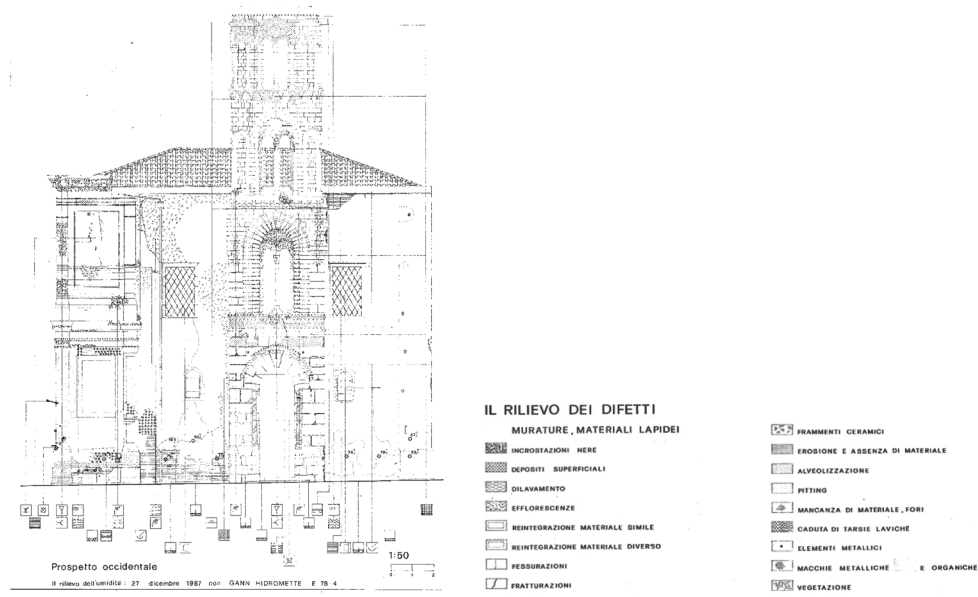 Prospetto occidentale
1:50
Il rilievo dell'umidità : 27 dicembre 1987 con GANN HIDROMETTE E 78 4
IL RILIEVO DEI DIFETTI
MURATURE, MATERIALI LAPIDEI
INCROSTAZIONI NERE
DEPOSITI SUPERFICIALI
DILAVAMENTO
EFFLORESCENZE
REINTEGRAZIONE MATERIALE SIMILE
REINTEGRAZIONE MATERIALE DIVERSO
FESSURAZIONI
FRATTURAZIONI
FRAMMENTI CERAMICI
EROSIONE E ASSENZA DI MATERIALE
ALVEOLIZZAZIONE
PITTING
MANCANZA DI MATERIALE, FORI
CADUTA DI TARSIE LAVICHE
ELEMENTI METALLICI
MACCHIE METALLICHE E ORGANICHE
VEGETAZIONE